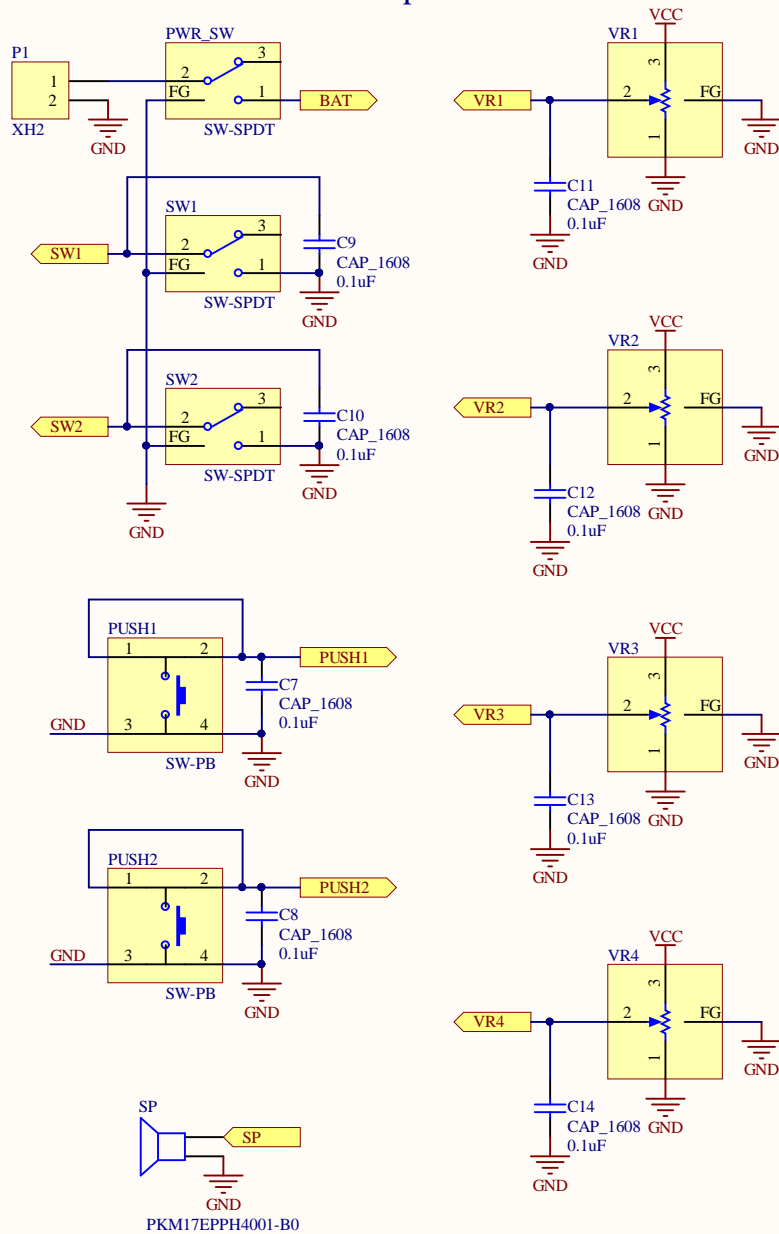 P1
1
2
XH2
GND
PWR_SW
3
2
FG
1
SW-SPDT
BAT
SW1
SW1
3
2
FG
1
SW-SPDT
C9
CAP_1608
0.1uF
GND
SW2
SW2
3
2
FG
1
SW-SPDT
C10
CAP_1608
0.1uF
GND
GND
PUSH1
1
2
3
4
GND
SW-PB
PUSH1
C7
CAP_1608
0.1uF
GND
PUSH2
1
2
3
4
GND
SW-PB
PUSH2
C8
CAP_1608
0.1uF
GND
SP
SP
GND
PKM17EPPH4001-B0
VCC
VR1
VR1
3
2
FG
1
GND
GND
C11
CAP_1608
0.1uF
GND
VCC
VR2
VR2
3
2
FG
1
GND
GND
C12
CAP_1608
0.1uF
GND
VCC
VR3
VR3
3
2
FG
1
GND
GND
C13
CAP_1608
0.1uF
GND
VCC
VR4
VR4
3
2
FG
1
GND
GND
C14
CAP_1608
0.1uF
GND